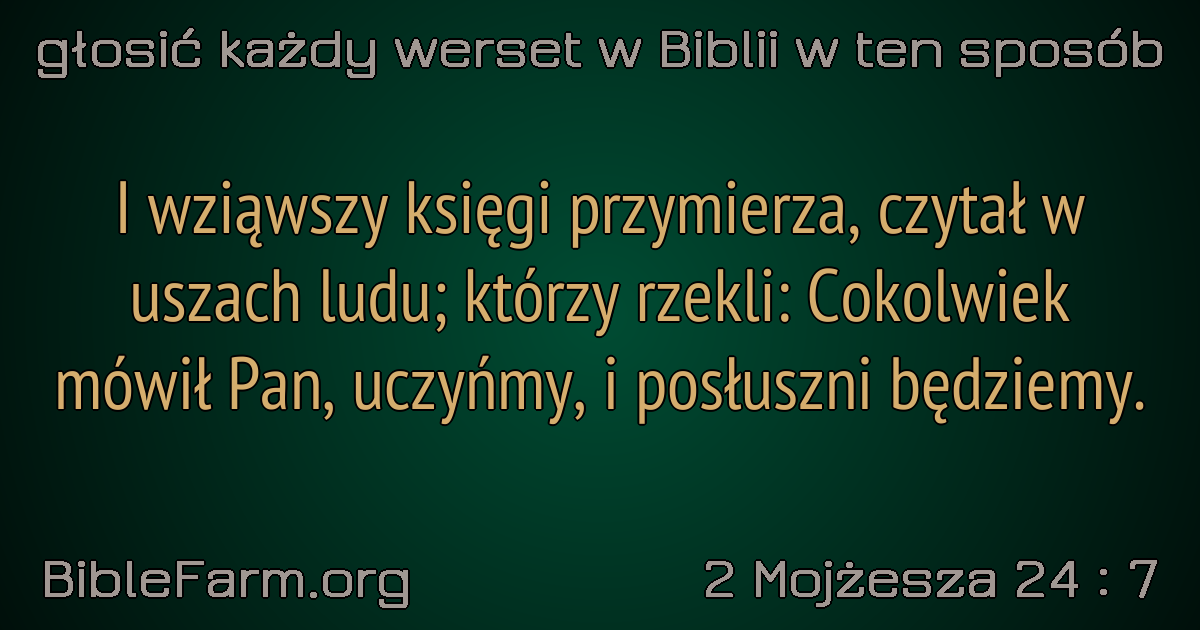 głosić każdy werset w Biblii w ten sposób
I wziąwszy księgi przymierza, czytał w
uszach ludu; którzy rzekli: Cokolwiek
mówił Pan, uczyńmy, i posłuszni będziemy.
BibleFarm.org
2 Mojżesza 24 : 7